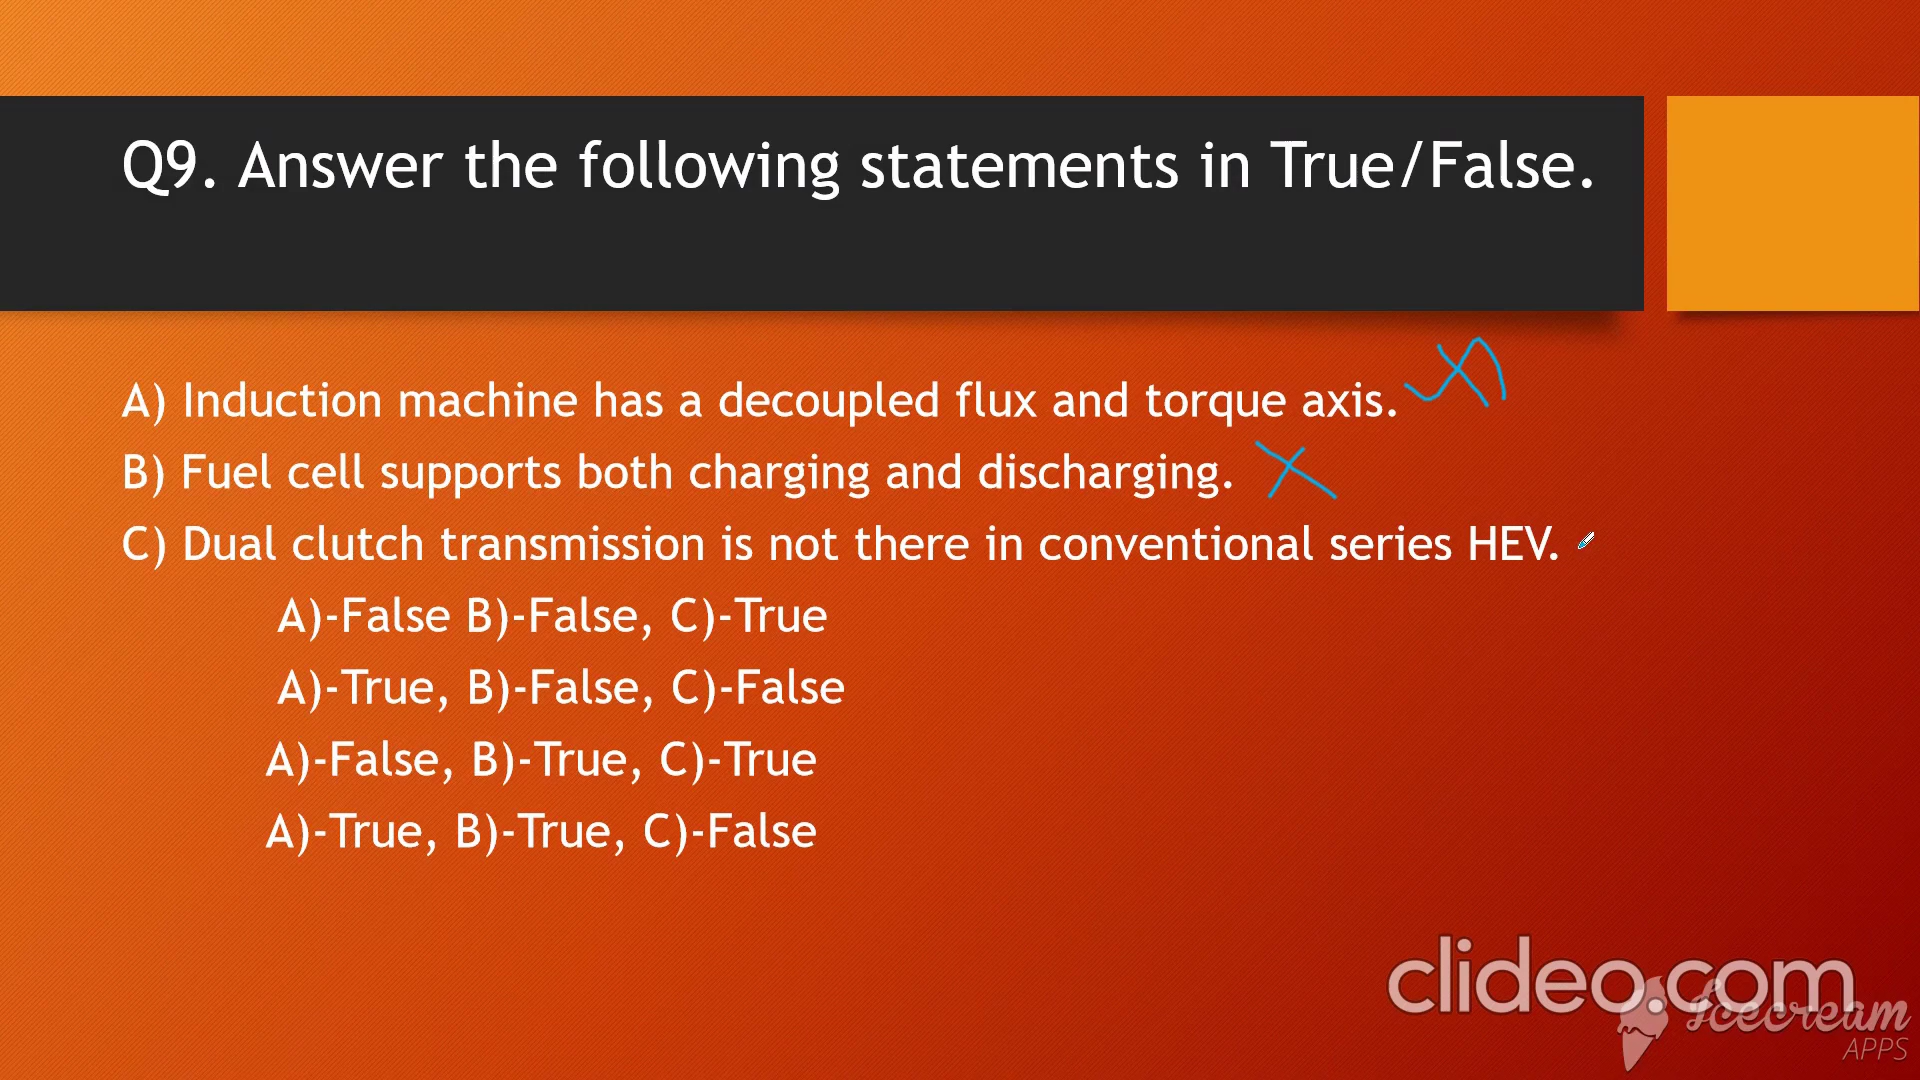 Q9. Answer the following statements in True/False.
A) Induction machine has a decoupled flux and torque axis.
B) Fuel cell supports both charging and discharging.
C) Dual clutch transmission is not there in conventional series HEV.
A)-False B)-False, C)-True
A)-True, B)-False, C)-False
A)-False, B)-True, C)-True
A)-True, B)-True, C)-False
clideo.com
Icecream
APPS